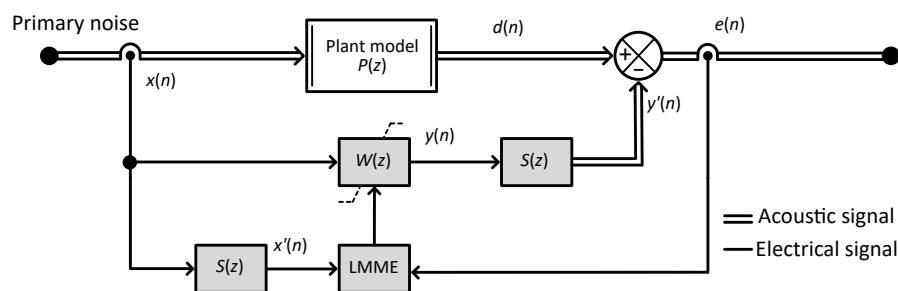 Primary noise
Plant model
P(z)
d(n)
e(n)
+
−
x(n)
y'(n)
W(z)
y(n)
S(z)
S(z)
x'(n)
LMME
Acoustic signal
Electrical signal